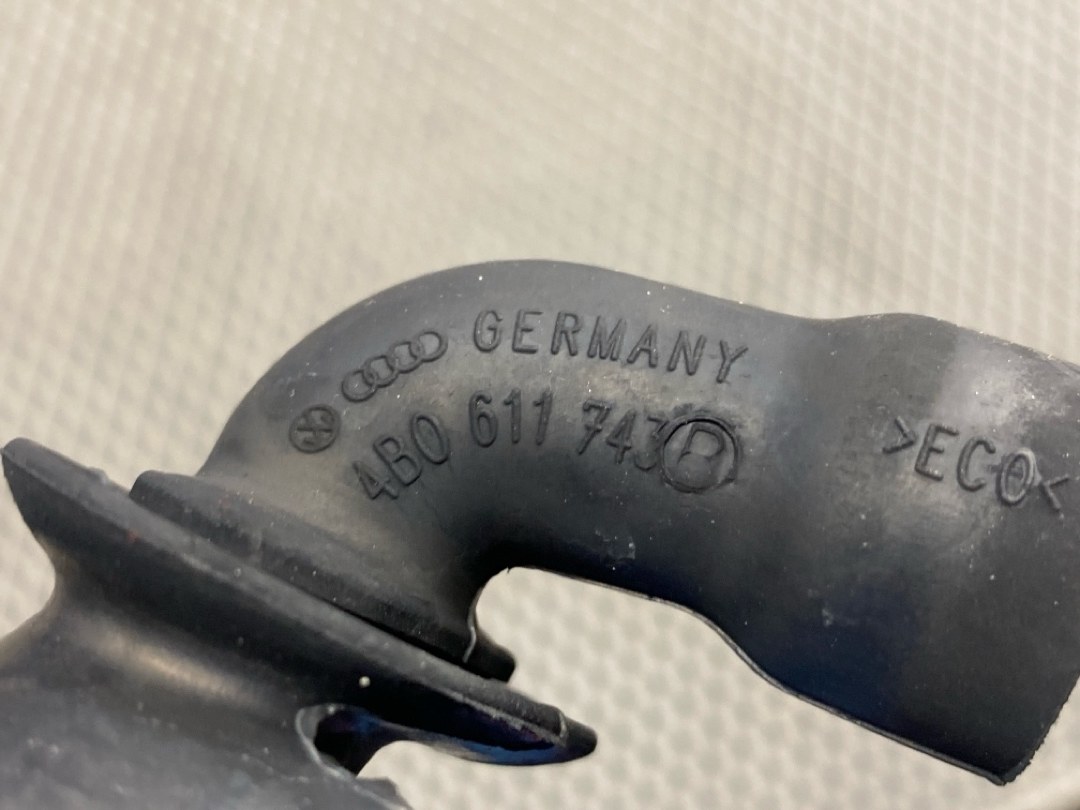 GERMANY
4B0 611 743
>ECO<